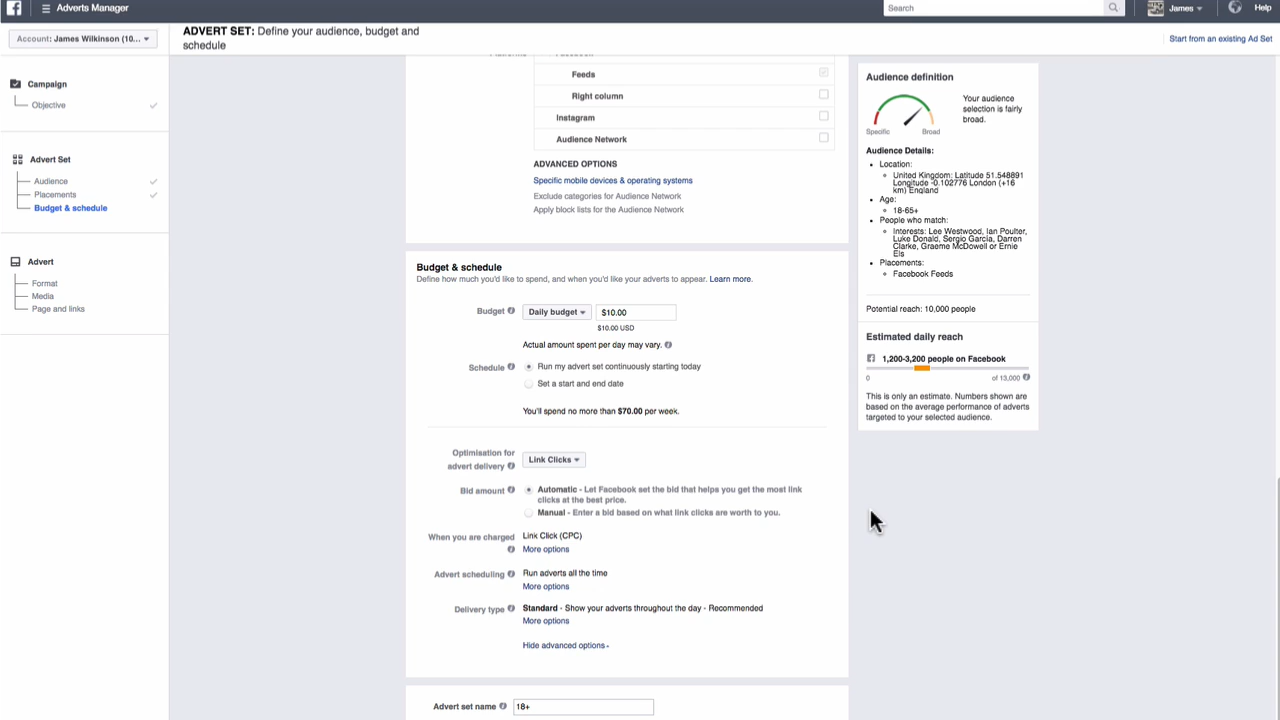 Adverts Manager
Search
James
Help
Account: James Wilkinson (10...
ADVERT SET: Define your audience, budget and
schedule
Start from an existing Ad Set
Campaign
Objective
Advert Set
Audience
Placements
Budget & schedule
Advert
Format
Media
Page and links
Feeds
Right column
Instagram
Audience Network
ADVANCED OPTIONS
Specific mobile devices & operating systems
Exclude categories for Audience Network
Apply block lists for the Audience Network
Budget & schedule
Define how much you'd like to spend, and when you'd like your adverts to appear. Learn more.
Budget
Daily budget
$10.00
$10.00 USD
Actual amount spent per day may vary.
Schedule
Run my advert set continuously starting today
Set a start and end date
You'll spend no more than $70.00 per week.
Optimisation for
advert delivery
Link Clicks
Bid amount
Automatic - Let Facebook set the bid that helps you get the most link
clicks at the best price.
Manual - Enter a bid based on what link clicks are worth to you.
When you are charged
Link Click (CPC)
More options
Advert scheduling
Run adverts all the time
More options
Delivery type
Standard - Show your adverts throughout the day - Recommended
More options
Hide advanced options
Advert set name
18+
Audience definition
Your audience
selection is fairly
broad.
Specific
Broad
Audience Details:
Location:
United Kingdom: Latitude 51.548891
Longitude -0.102776 London (+16
km) England
Age:
18-65+
People who match:
Interests: Lee Westwood, Ian Poulter,
Luke Donald, Sergio García, Darren
Clarke, Graeme McDowell or Ernie
Els
Placements:
Facebook Feeds
Potential reach: 10,000 people
Estimated daily reach
1,200-3,200 people on Facebook
0
of 13,000
This is only an estimate. Numbers shown are
based on the average performance of adverts
targeted to your selected audience.